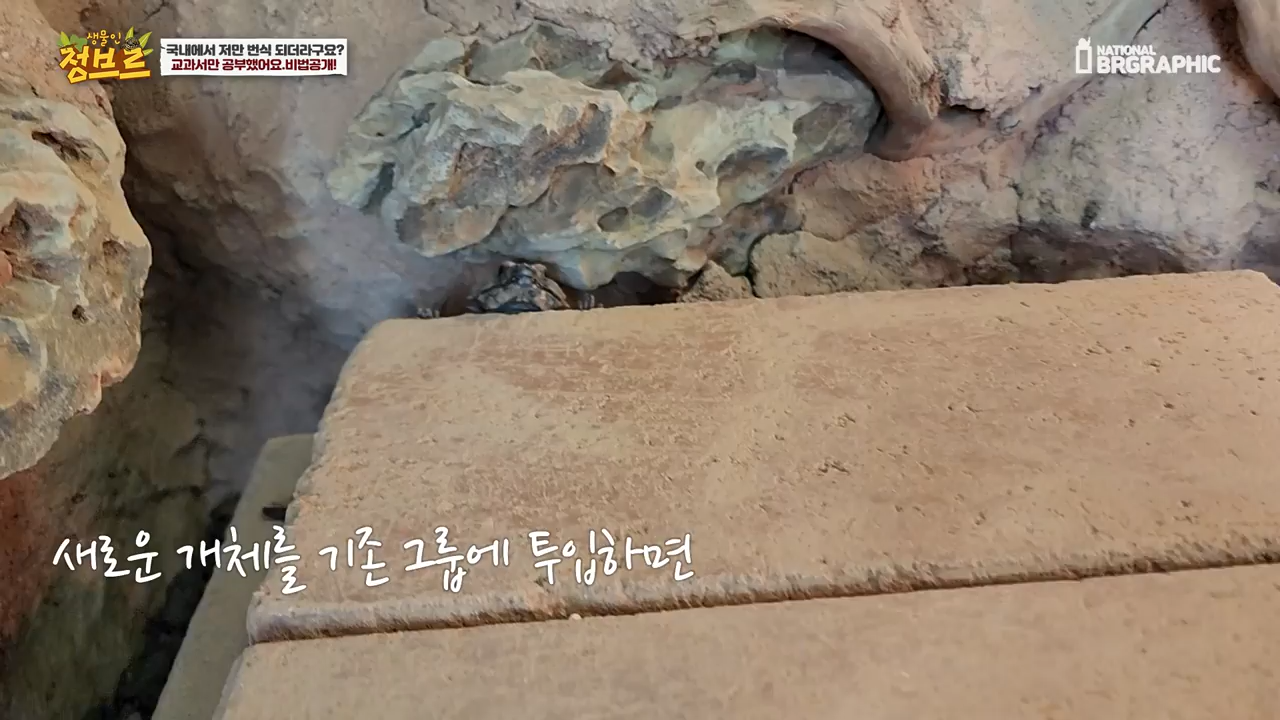 생물인
첨브르
국내에서 저만 번식 되더라구요?
교과서만 공부했어요.비법공개!
NATIONAL
BRGRAPHIC
새로운 개체를 기존 그룹에 투입하면